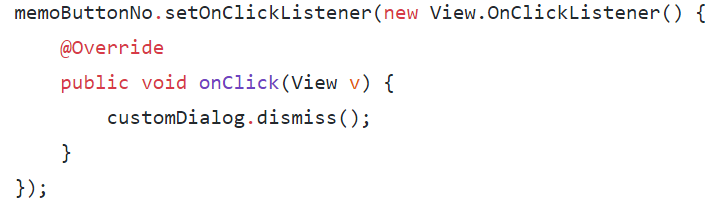 memoButtonNo.setOnClickListener(new View.OnClickListener() {
    @Override
    public void onClick(View v) {
        customDialog.dismiss();
    }
});